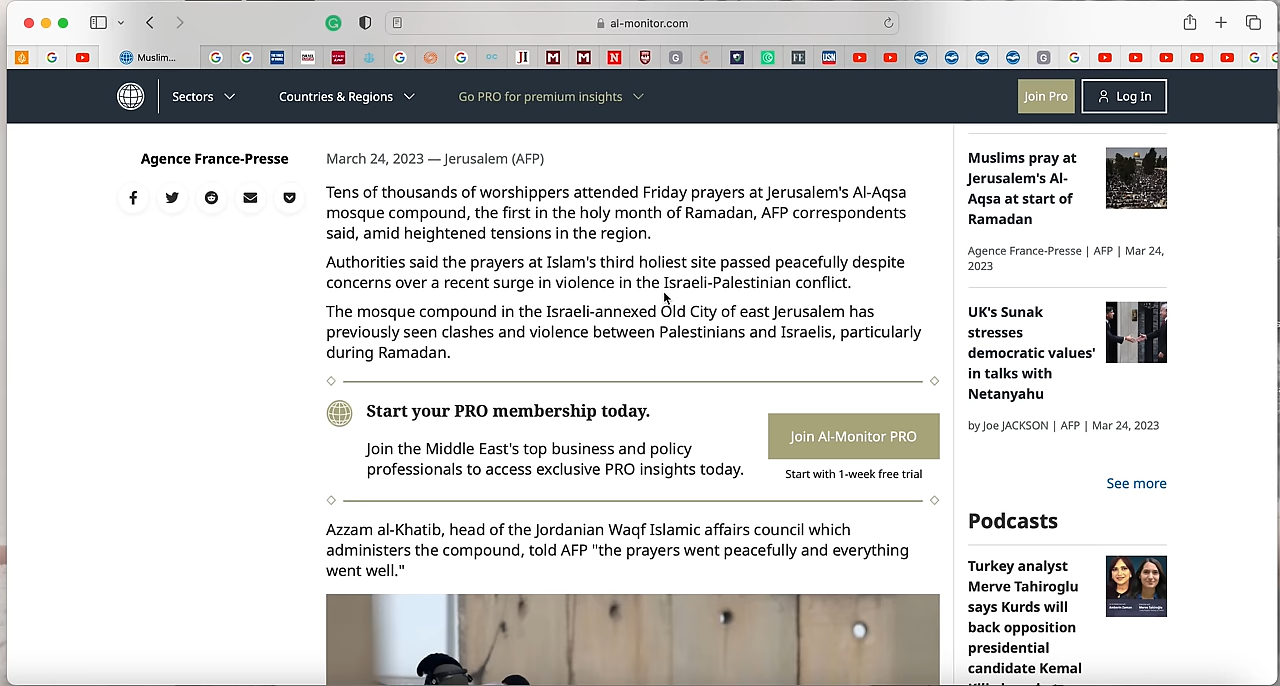 al-monitor.com
Muslim...
Sectors
Countries & Regions
Go PRO for premium insights
Join Pro
Log In
Agence France-Presse
March 24, 2023 — Jerusalem (AFP)
Tens of thousands of worshippers attended Friday prayers at Jerusalem's Al-Aqsa
mosque compound, the first in the holy month of Ramadan, AFP correspondents
said, amid heightened tensions in the region.
Authorities said the prayers at Islam's third holiest site passed peacefully despite
concerns over a recent surge in violence in the Israeli-Palestinian conflict.
The mosque compound in the Israeli-annexed Old City of east Jerusalem has
previously seen clashes and violence between Palestinians and Israelis, particularly
during Ramadan.
Start your PRO membership today.
Join the Middle East's top business and policy
professionals to access exclusive PRO insights today.
Join Al-Monitor PRO
Start with 1-week free trial
Azzam al-Khatib, head of the Jordanian Waqf Islamic affairs council which
administers the compound, told AFP "the prayers went peacefully and everything
went well."
Muslims pray at
Jerusalem's Al-
Aqsa at start of
Ramadan
Agence France-Presse | AFP | Mar 24,
2023
UK's Sunak
stresses
democratic values'
in talks with
Netanyahu
by Joe JACKSON | AFP | Mar 24, 2023
See more
Podcasts
Turkey analyst
Merve Tahiroglu
says Kurds will
back opposition
presidential
candidate Kemal